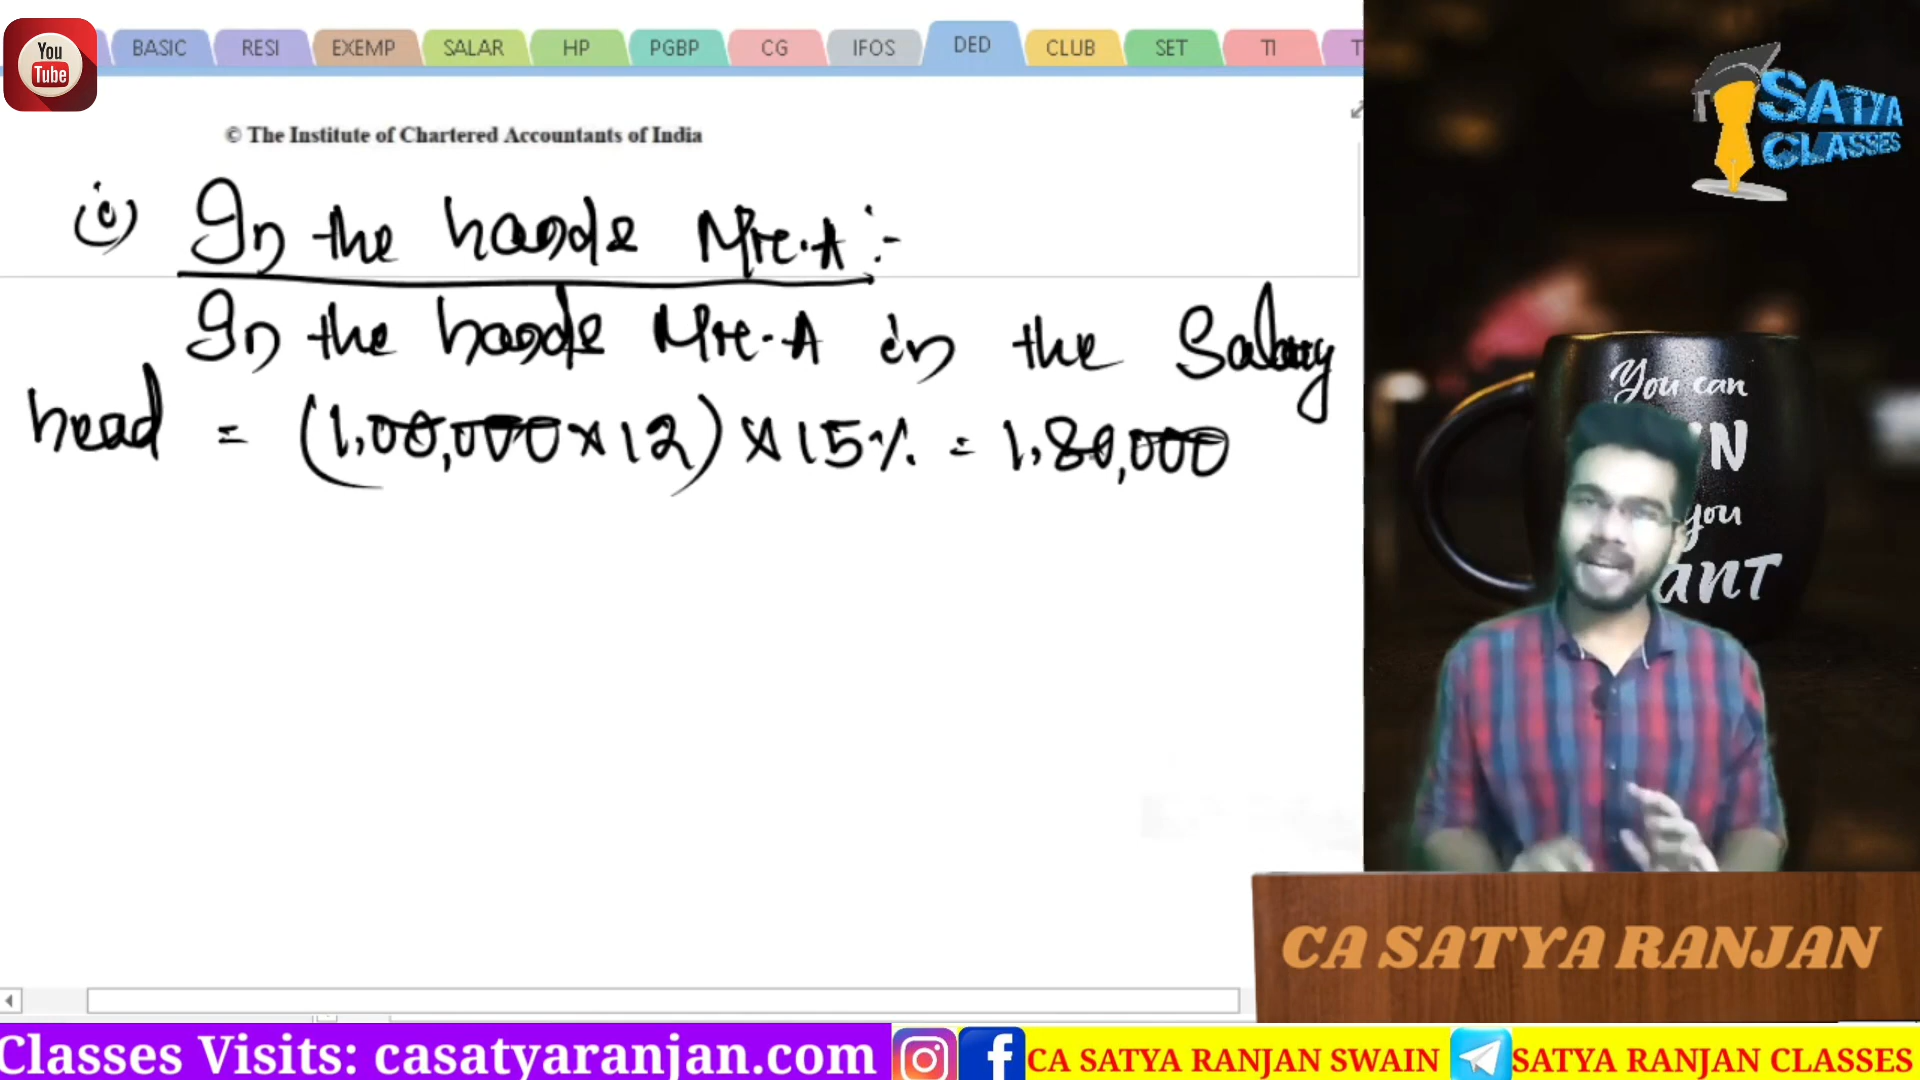 You
Tube
BASIC RESI EXEMP SALAR HP PGBP CG IFOS DED CLUB SET TI T
SATYA
CLASSES
© The Institute of Chartered Accountants of India
(i) In the hands Mr.A :-
In the hands Mr.A in the Salary
head = (1,00,000×12) × 15% = 1,80,000
You can
N
you
ANT
CA SATYA RANJAN
Classes Visits: casatyaranjan.com
CA SATYA RANJAN SWAIN
SATYA RANJAN CLASSES